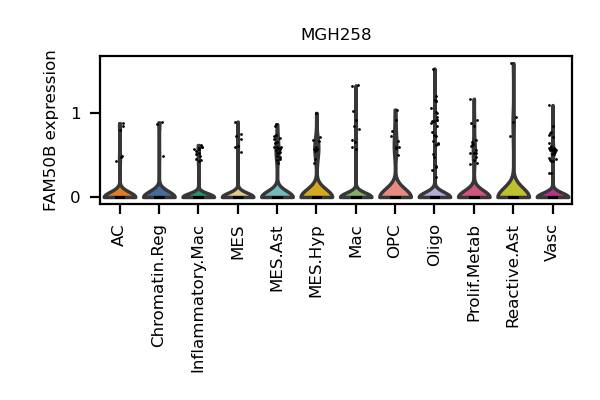 MGH258
FAM50B expression
1
0
AC
Chromatin.Reg
Inflammatory.Mac
MES
MES.Ast
MES.Hyp
Mac
OPC
Oligo
Prolif.Metab
Reactive.Ast
Vasc